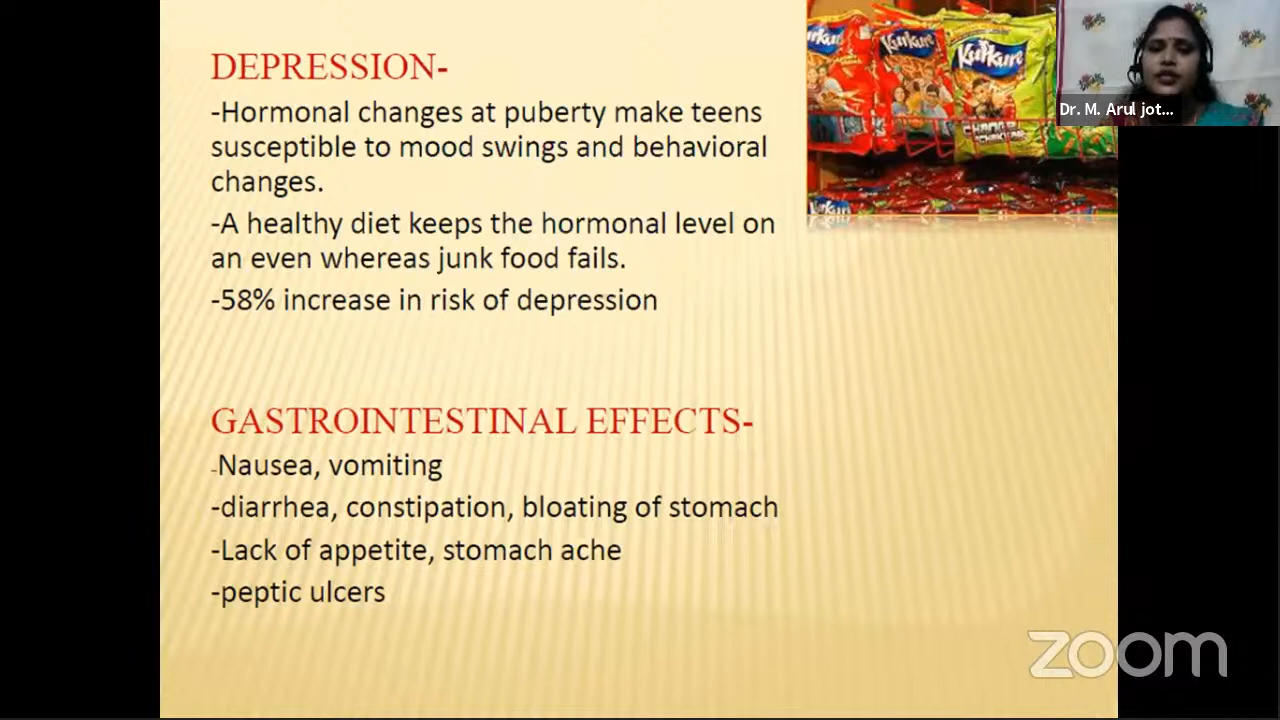 DEPRESSION-
-Hormonal changes at puberty make teens
susceptible to mood swings and behavioral
changes.
-A healthy diet keeps the hormonal level on
an even whereas junk food fails.
-58% increase in risk of depression
GASTROINTESTINAL EFFECTS-
-Nausea, vomiting
-diarrhea, constipation, bloating of stomach
-Lack of appetite, stomach ache
-peptic ulcers
Kurkure
Kurkure
Dr. M. Arul jot...
zoom